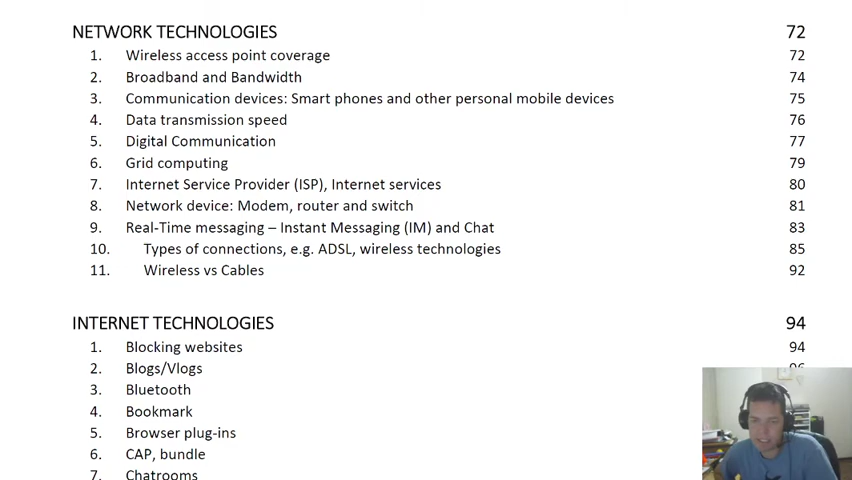 NETWORK TECHNOLOGIES 72
1. Wireless access point coverage 72
2. Broadband and Bandwidth 74
3. Communication devices: Smart phones and other personal mobile devices 75
4. Data transmission speed 76
5. Digital Communication 77
6. Grid computing 79
7. Internet Service Provider (ISP), Internet services 80
8. Network device: Modem, router and switch 81
9. Real-Time messaging – Instant Messaging (IM) and Chat 83
10. Types of connections, e.g. ADSL, wireless technologies 85
11. Wireless vs Cables 92
INTERNET TECHNOLOGIES 94
1. Blocking websites 94
2. Blogs/Vlogs 96
3. Bluetooth
4. Bookmark
5. Browser plug-ins
6. CAP, bundle
7. Chatrooms